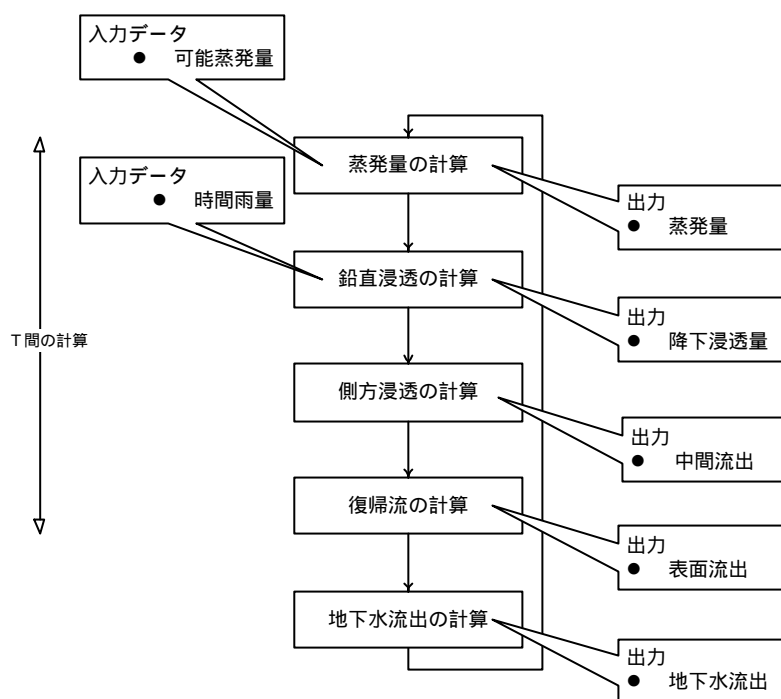 入力データ
● 可能蒸発量
蒸発量の計算
入力データ
● 時間雨量
出力
● 蒸発量
鉛直浸透の計算
出力
● 降下浸透量
T間の計算
側方浸透の計算
出力
● 中間流出
復帰流の計算
出力
● 表面流出
地下水流出の計算
出力
● 地下水流出